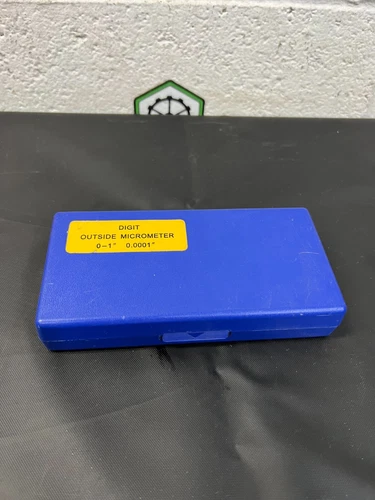 DIGIT
OUTSIDE MICROMETER
0-1" 0.0001"